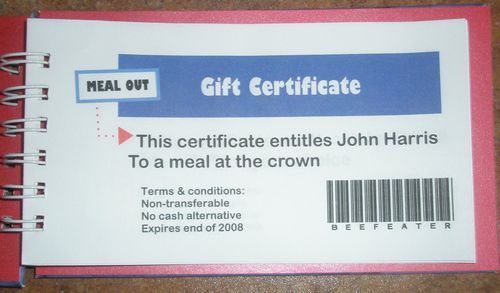 MEAL OUT
Gift Certificate
This certificate entitles John Harris
To a meal at the crown
Terms & conditions:
Non-transferable
No cash alternative
Expires end of 2008
BEEFEATER